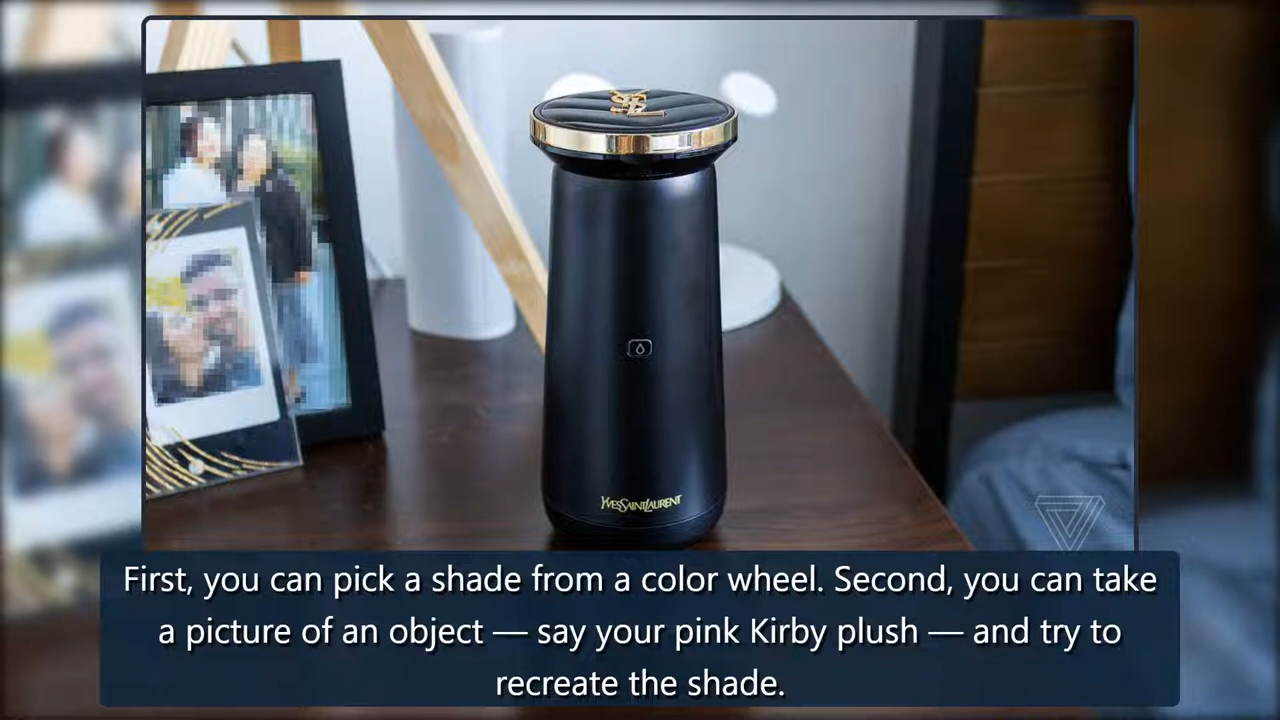 YSL
YVESSAINTLAURENT
First, you can pick a shade from a color wheel. Second, you can take
a picture of an object — say your pink Kirby plush — and try to
recreate the shade.